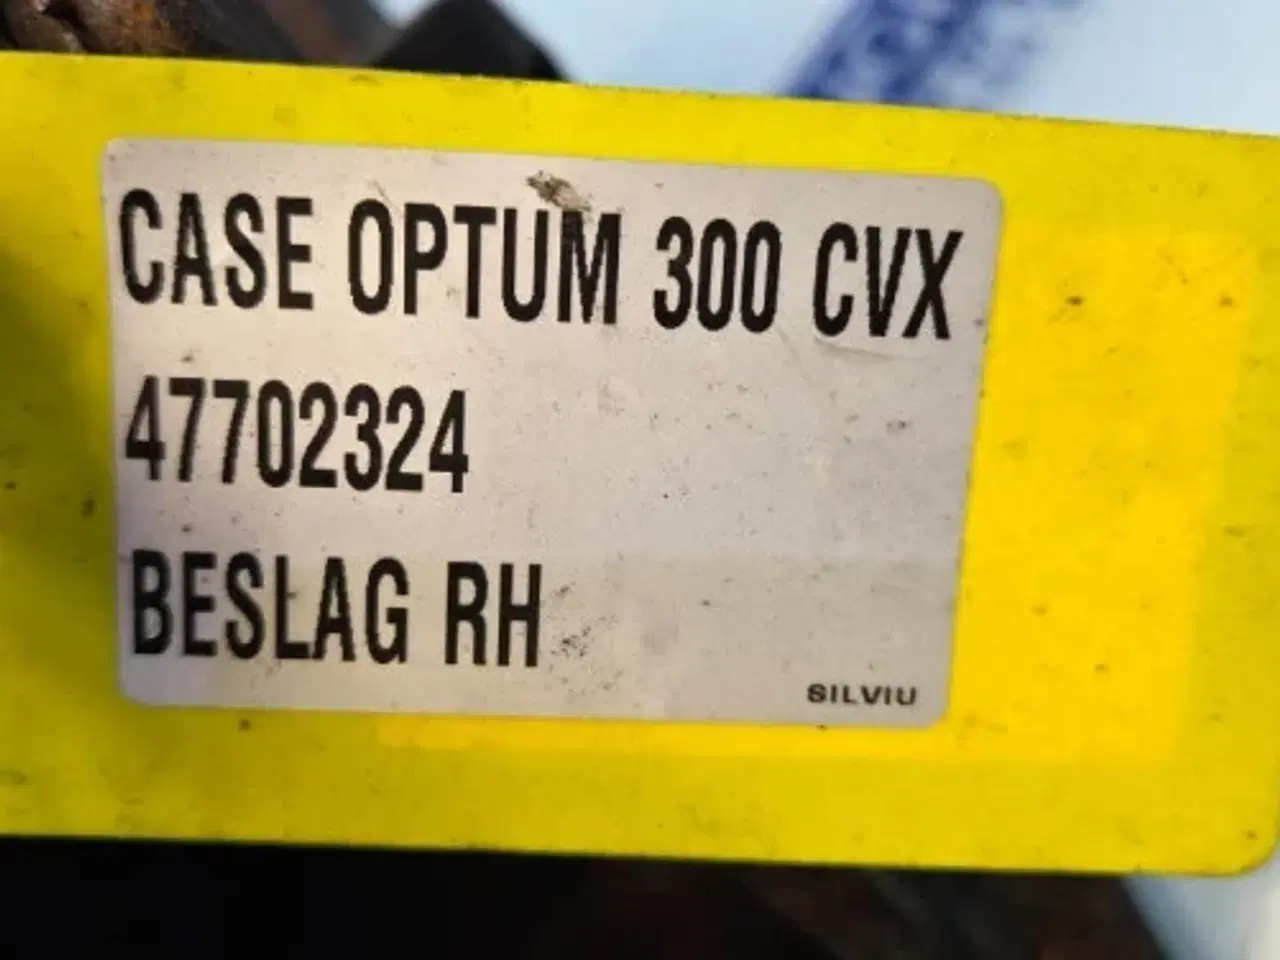 CASE OPTUM 300 CVX
47702324
BESLAG RH
SILVIU